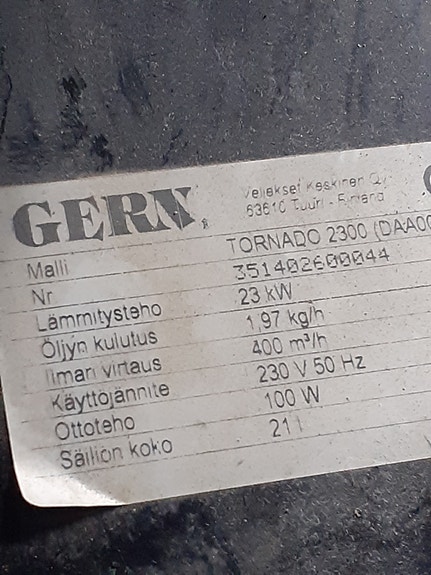 GERN
Veljekset Keskinen Oy
63610 Tuuri - Finland
Malli TORNADO 2300 (DAA00
Nr 351402600044
Lämmitysteho 23 kW
Öljyn kulutus 1,97 kg/h
Ilman virtaus 400 m³/h
Käyttöjännite 230 V 50 Hz
Ottoteho 100 W
Säiliön koko 21 l